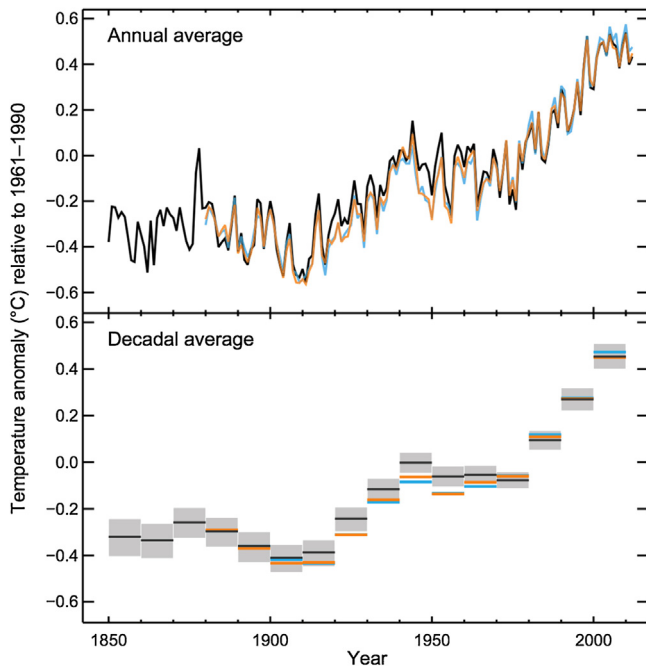 Temperature anomaly (°C) relative to 1961–1990
0.6
Annual average
0.4
0.2
0.0
−0.2
−0.4
−0.6
0.6
Decadal average
0.4
0.2
0.0
−0.2
−0.4
−0.6
1850 1900 1950 2000
Year